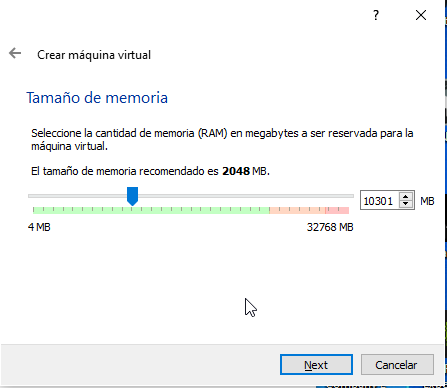 ?
Crear máquina virtual
Tamaño de memoria
Seleccione la cantidad de memoria (RAM) en megabytes a ser reservada para la
máquina virtual.
El tamaño de memoria recomendado es 2048 MB.
10301 MB
4 MB 32768 MB
Next Cancelar